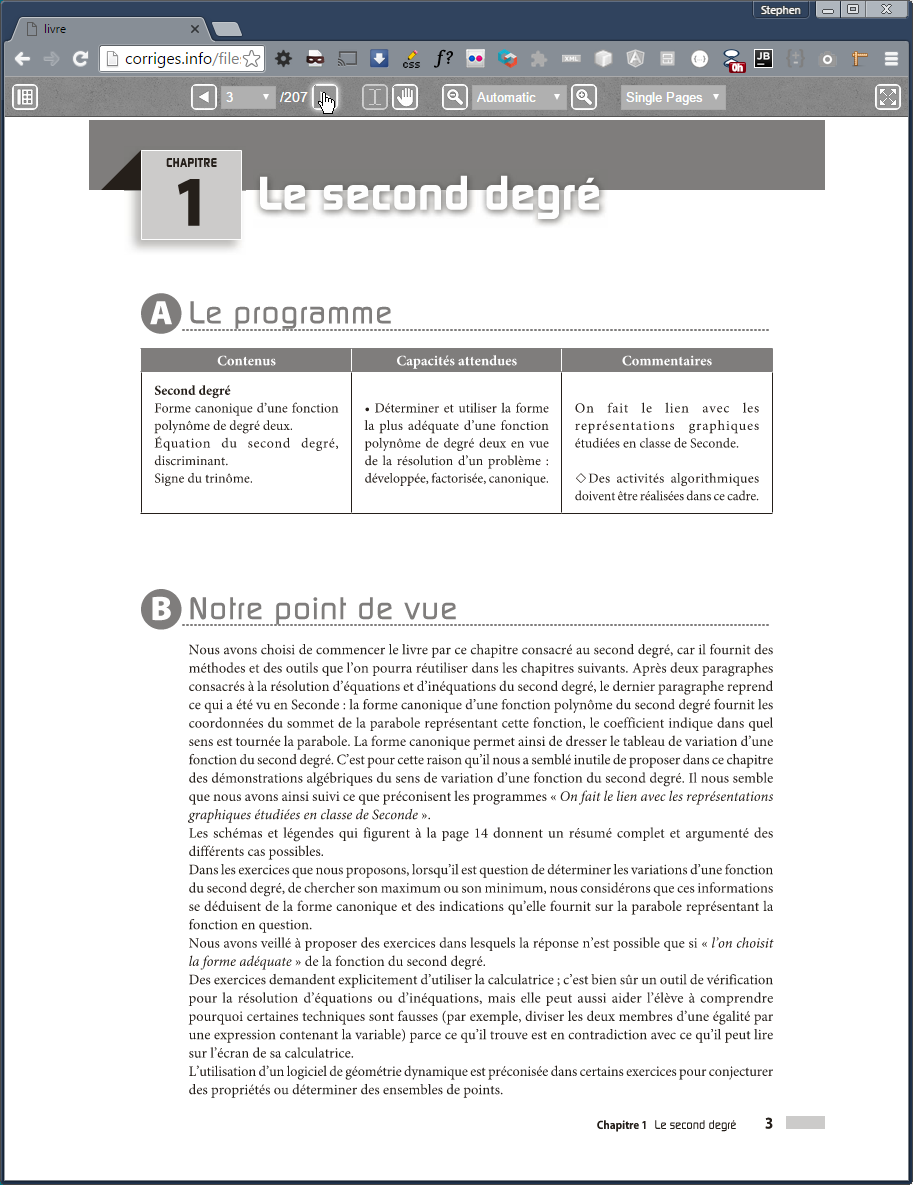 Stephen
livre
corriges.info/file
css
f?
XML
0h
JB
3
/207
Automatic
Single Pages
CHAPITRE
1
Le second degré
A Le programme
Contenus Capacités attendues Commentaires
Second degré
Forme canonique d'une fonction
polynôme de degré deux.
Équation du second degré,
discriminant.
Signe du trinôme.
• Déterminer et utiliser la forme
la plus adéquate d'une fonction
polynôme de degré deux en vue
de la résolution d'un problème :
développée, factorisée, canonique.
On fait le lien avec les
représentations graphiques
étudiées en classe de Seconde.
◇ Des activités algorithmiques
doivent être réalisées dans ce cadre.
B Notre point de vue
Nous avons choisi de commencer le livre par ce chapitre consacré au second degré, car il fournit des
méthodes et des outils que l'on pourra réutiliser dans les chapitres suivants. Après deux paragraphes
consacrés à la résolution d'équations et d'inéquations du second degré, le dernier paragraphe reprend
ce qui a été vu en Seconde : la forme canonique d'une fonction polynôme du second degré fournit les
coordonnées du sommet de la parabole représentant cette fonction, le coefficient indique dans quel
sens est tournée la parabole. La forme canonique permet ainsi de dresser le tableau de variation d'une
fonction du second degré. C'est pour cette raison qu'il nous a semblé inutile de proposer dans ce chapitre
des démonstrations algébriques du sens de variation d'une fonction du second degré. Il nous semble
que nous avons ainsi suivi ce que préconisent les programmes « On fait le lien avec les représentations
graphiques étudiées en classe de Seconde ».
Les schémas et légendes qui figurent à la page 14 donnent un résumé complet et argumenté des
différents cas possibles.
Dans les exercices que nous proposons, lorsqu'il est question de déterminer les variations d'une fonction
du second degré, de chercher son maximum ou son minimum, nous considérons que ces informations
se déduisent de la forme canonique et des indications qu'elle fournit sur la parabole représentant la
fonction en question.
Nous avons veillé à proposer des exercices dans lesquels la réponse n'est possible que si « l'on choisit
la forme adéquate » de la fonction du second degré.
Des exercices demandent explicitement d'utiliser la calculatrice ; c'est bien sûr un outil de vérification
pour la résolution d'équations ou d'inéquations, mais elle peut aussi aider l'élève à comprendre
pourquoi certaines techniques sont fausses (par exemple, diviser les deux membres d'une égalité par
une expression contenant la variable) parce ce qu'il trouve est en contradiction avec ce qu'il peut lire
sur l'écran de sa calculatrice.
L'utilisation d'un logiciel de géométrie dynamique est préconisée dans certains exercices pour conjecturer
des propriétés ou déterminer des ensembles de points.
Chapitre 1 Le second degré 3